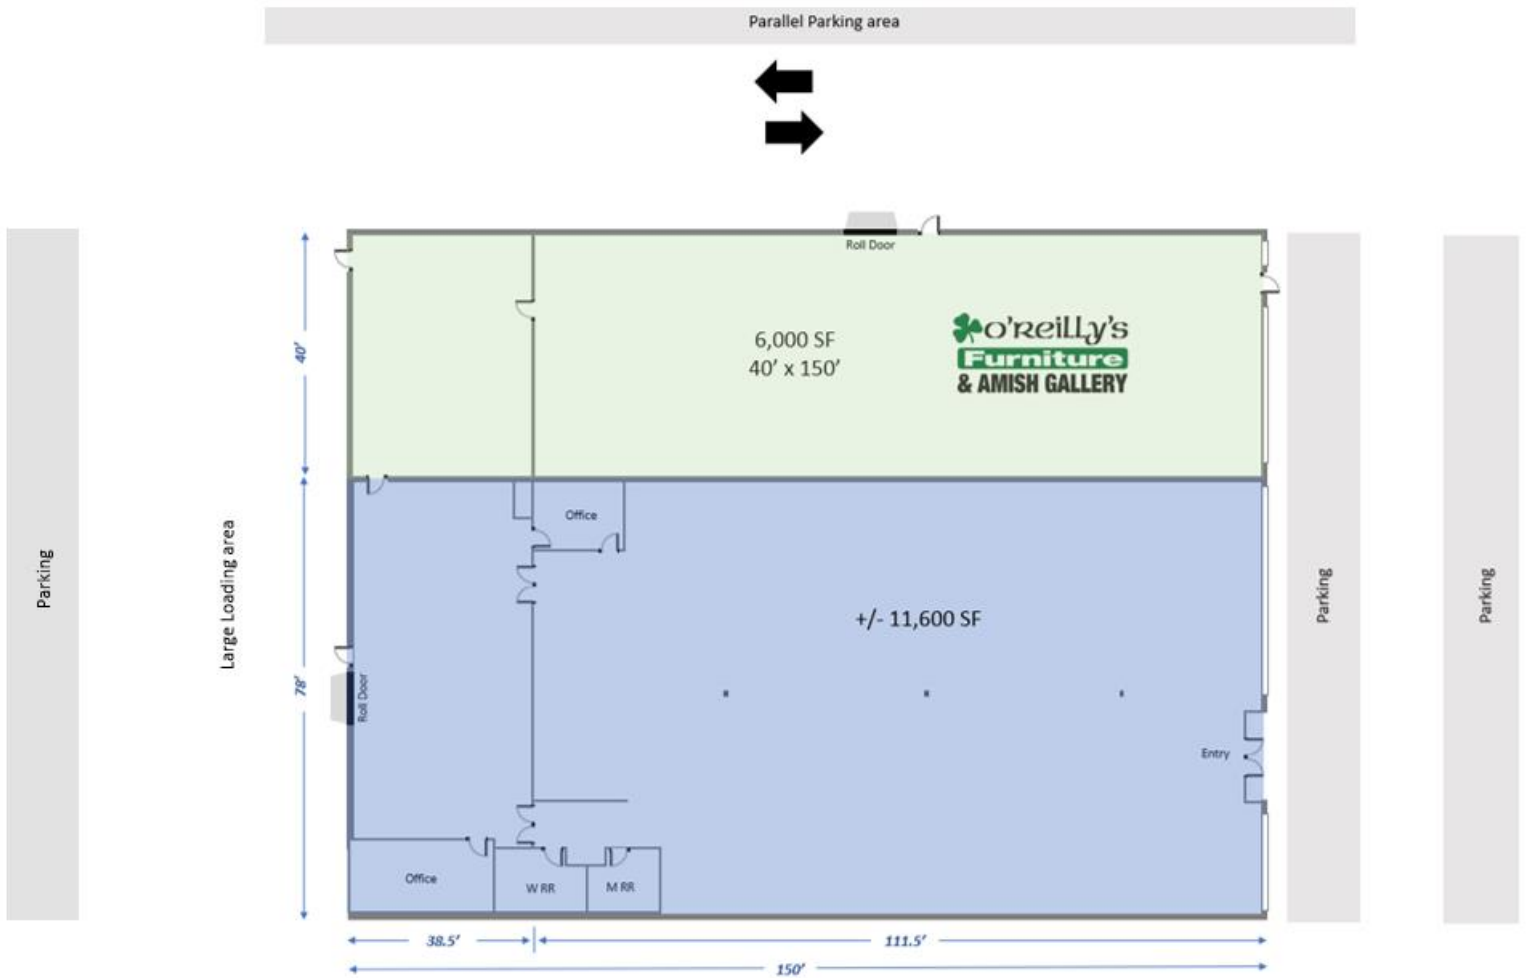 Parallel Parking area
Roll Door
6,000 SF
40’ x 150’
O'Reilly's
Furniture
& AMISH GALLERY
40’
Office
Large Loading area
Parking
+/- 11,600 SF
Parking
Parking
78’
Roll Door
Entry
Office
W RR
M RR
38.5’
111.5’
150’